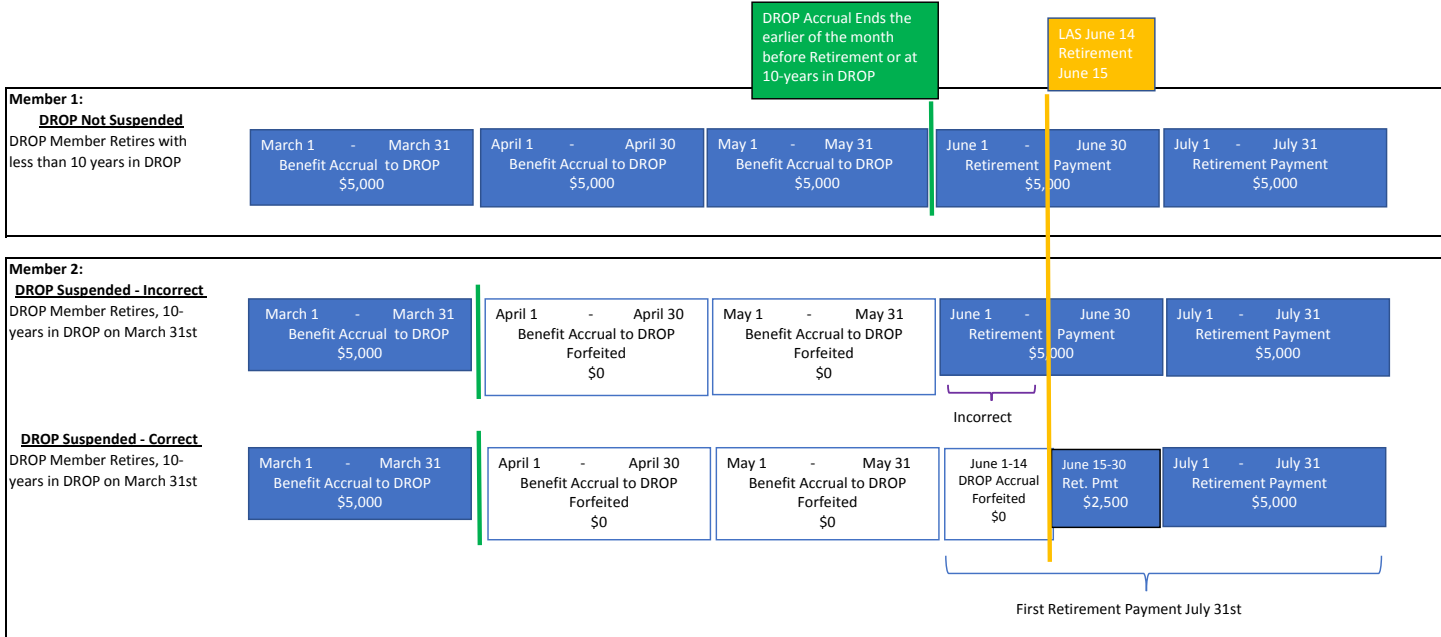 DROP Accrual Ends the
earlier of the month
before Retirement or at
10-years in DROP
LAS June 14
Retirement
June 15
Member 1:
DROP Not Suspended
DROP Member Retires with
less than 10 years in DROP
March 1 - March 31
Benefit Accrual to DROP
$5,000
April 1 - April 30
Benefit Accrual to DROP
$5,000
May 1 - May 31
Benefit Accrual to DROP
$5,000
June 1 - June 30
Retirement Payment
$5,000
July 1 - July 31
Retirement Payment
$5,000
Member 2:
DROP Suspended - Incorrect
DROP Member Retires, 10-
years in DROP on March 31st
March 1 - March 31
Benefit Accrual to DROP
$5,000
April 1 - April 30
Benefit Accrual to DROP
Forfeited
$0
May 1 - May 31
Benefit Accrual to DROP
Forfeited
$0
June 1 - June 30
Retirement Payment
$5,000
July 1 - July 31
Retirement Payment
$5,000
Incorrect
DROP Suspended - Correct
DROP Member Retires, 10-
years in DROP on March 31st
March 1 - March 31
Benefit Accrual to DROP
$5,000
April 1 - April 30
Benefit Accrual to DROP
Forfeited
$0
May 1 - May 31
Benefit Accrual to DROP
Forfeited
$0
June 1-14
DROP Accrual
Forfeited
$0
June 15-30
Ret. Pmt
$2,500
July 1 - July 31
Retirement Payment
$5,000
First Retirement Payment July 31st